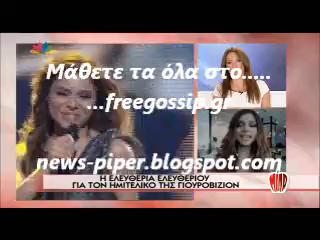 Μάθετε τα όλα στο.....
...freegossip.gr
news-piper.blogspot.com
Η ΕΛΕΥΘΕΡΙΑ ΕΛΕΥΘΕΡΙΟΥ
ΓΙΑ ΤΟΝ ΗΜΙΤΕΛΙΚΟ ΤΗΣ ΓΙΟΥΡΟΒΙΖΙΟΝ